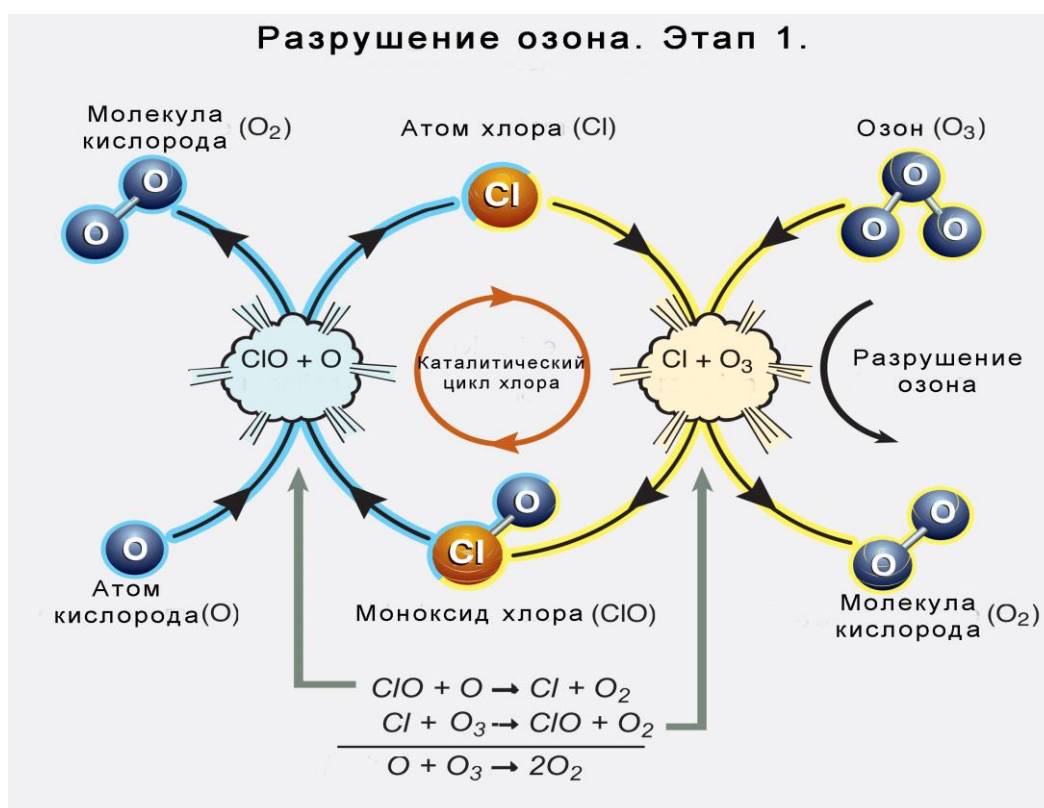 Разрушение озона. Этап 1.
Молекула
кислорода (O₂)
Атом хлора (Cl)
Озон (O₃)
O
O
Cl
O
O
O
ClO + O
Каталитический
цикл хлора
Cl + O₃
Разрушение
озона
O
Cl
O
O
O
Атом
кислорода (O)
Моноксид хлора (ClO)
Молекула
кислорода (O₂)
ClO + O → Cl + O₂
Cl + O₃ → ClO + O₂
O + O₃ → 2O₂